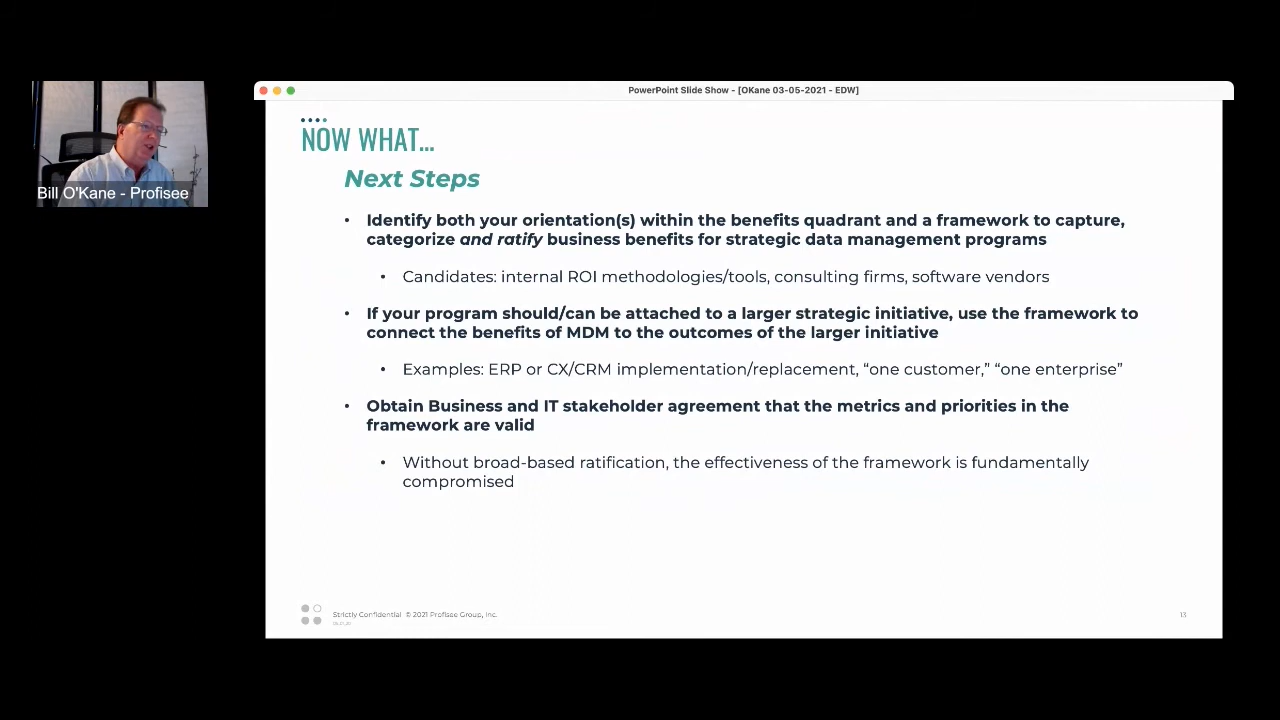 PowerPoint Slide Show - [OKane 03-05-2021 - EDW]
Bill O'Kane - Profisee
NOW WHAT...
Next Steps
• Identify both your orientation(s) within the benefits quadrant and a framework to capture,
categorize and ratify business benefits for strategic data management programs
• Candidates: internal ROI methodologies/tools, consulting firms, software vendors
• If your program should/can be attached to a larger strategic initiative, use the framework to
connect the benefits of MDM to the outcomes of the larger initiative
• Examples: ERP or CX/CRM implementation/replacement, “one customer,” “one enterprise”
• Obtain Business and IT stakeholder agreement that the metrics and priorities in the
framework are valid
• Without broad-based ratification, the effectiveness of the framework is fundamentally
compromised
Strictly Confidential © 2021 Profisee Group, Inc.
13